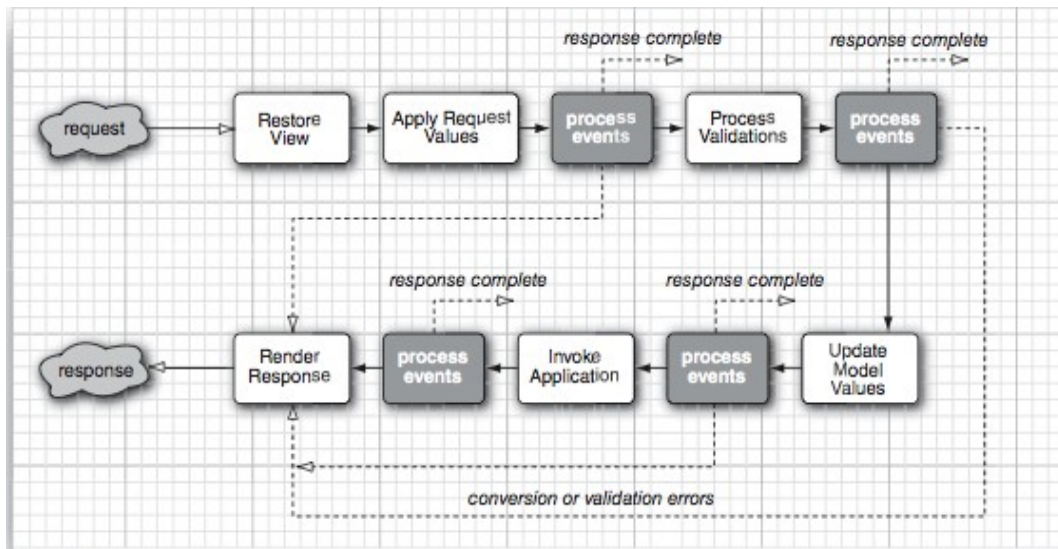 response complete
response complete
request
Restore
View
Apply Request
Values
process
events
Process
Validations
process
events
response complete
response complete
response
Render
Response
process
events
Invoke
Application
process
events
Update
Model
Values
conversion or validation errors